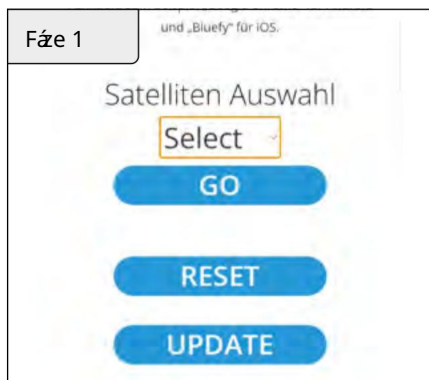 Fáze 1
und „Bluefy“ für iOS.
Satelliten Auswahl
Select
GO
RESET
UPDATE